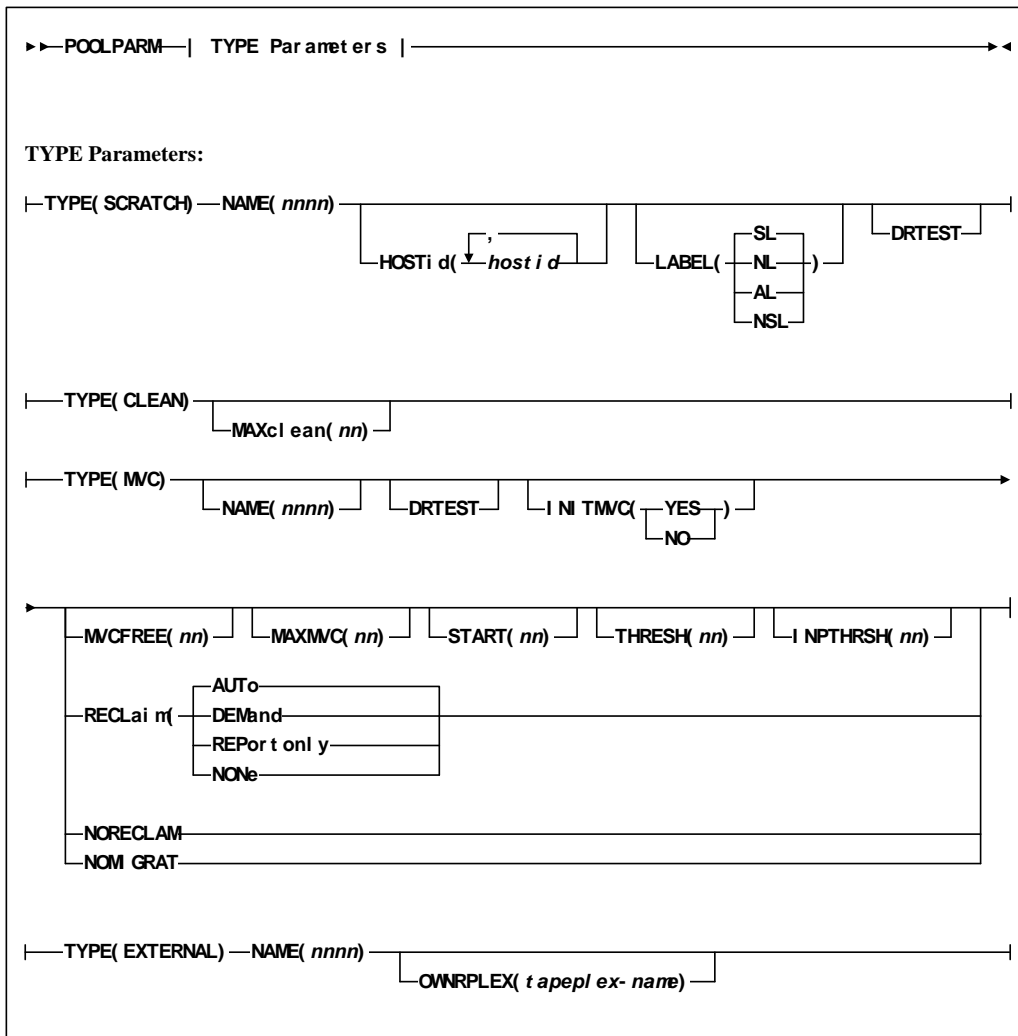 POOLPARM | TYPE Parameters |
TYPE Parameters:
TYPE(SCRATCH) NAME(nnnn)
,
HOSTid( hostid
LABEL(
SL
NL )
AL
NSL
DRTEST
TYPE(CLEAN)
MAXclean(nn)
TYPE(MVC)
NAME(nnnn)
DRTEST
INITMVC( YES )
NO
MVCFREE(nn) MAXMVC(nn) START(nn) THRESH(nn) INPTHRSH(nn)
AUTo
RECLaim( DEMand
REPortonly
NONe
NORECLAM
NOMIGRAT
TYPE(EXTERNAL) NAME(nnnn)
OWNRPLEX(tapeplex-name)